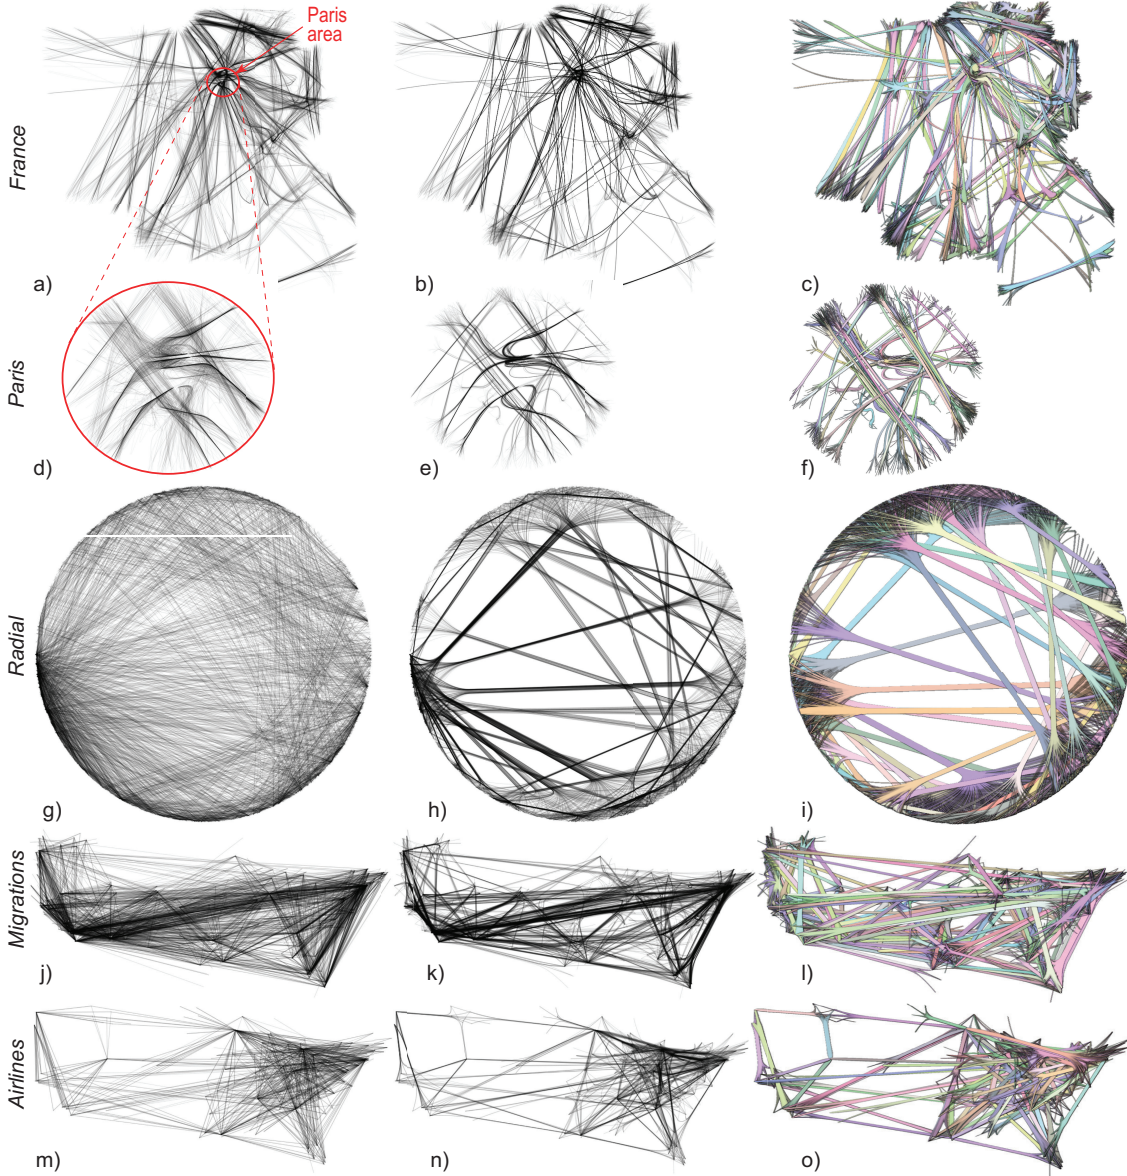 Paris
area
France
a)
b)
c)
Paris
d)
e)
f)
Radial
g)
h)
i)
Migrations
j)
k)
l)
Airlines
m)
n)
o)